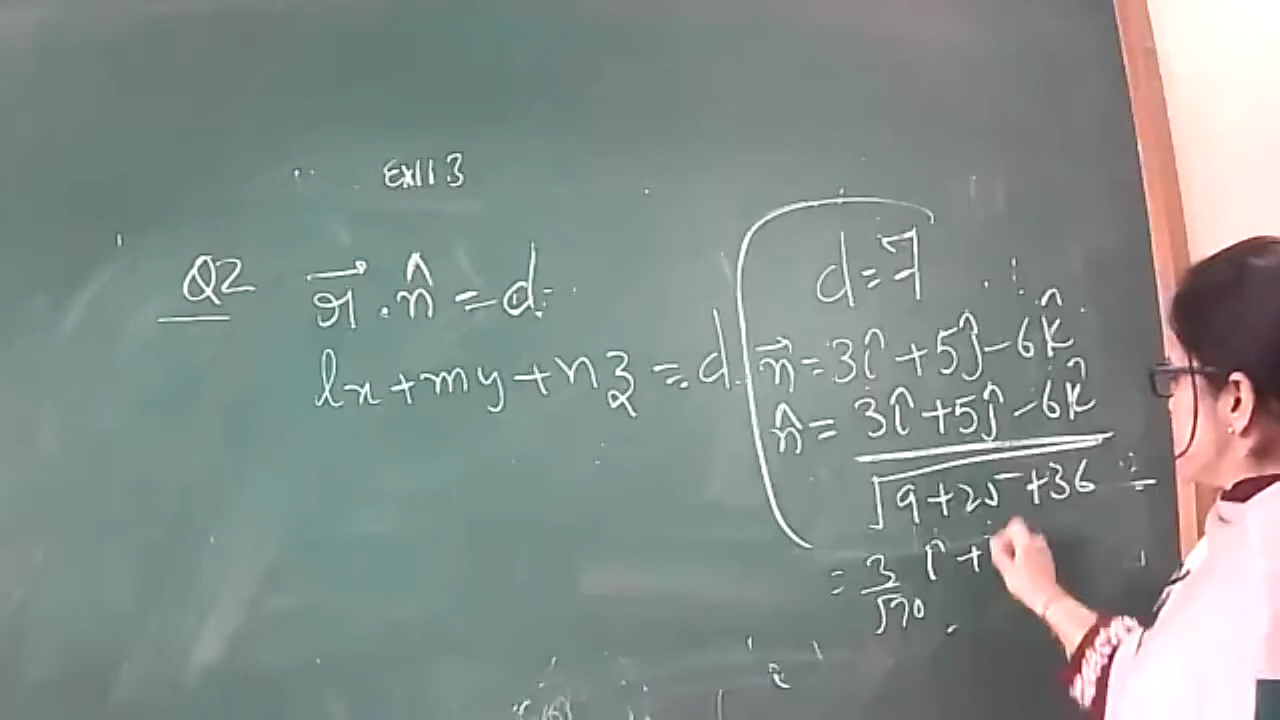 Ex11 3
Q2 r⃗ . n̂ = d
lx + my + nz = d
d = 7
n⃗ = 3î + 5ĵ - 6k̂
n̂ = 3î + 5ĵ - 6k̂
√9 + 25 + 36
= 3/√70 î +